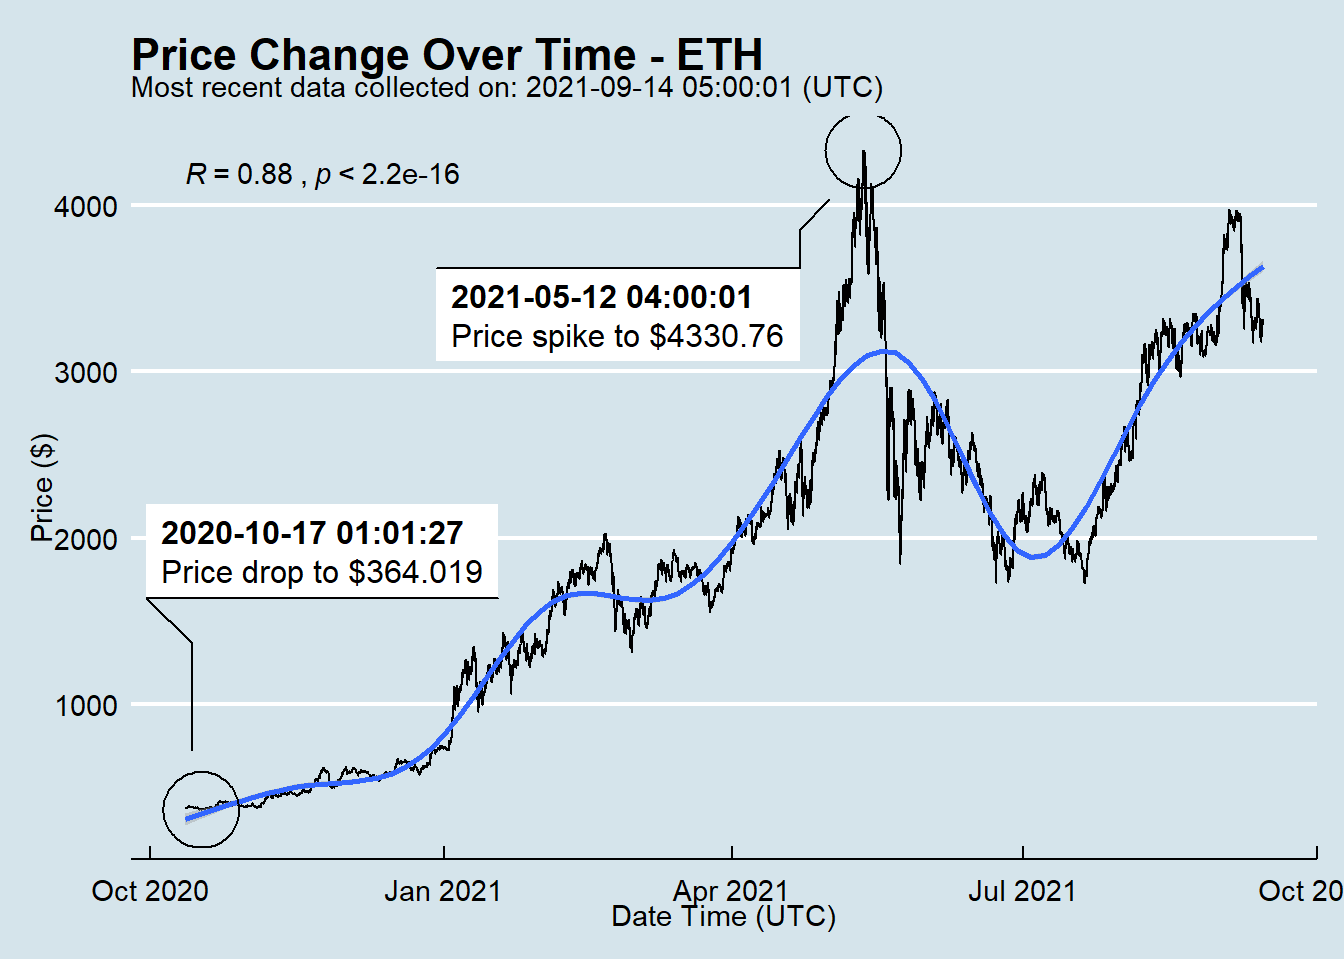 Price Change Over Time - ETH
Most recent data collected on: 2021-09-14 05:00:01 (UTC)
R = 0.88 , p < 2.2e-16
4000
2021-05-12 04:00:01
Price spike to $4330.76
3000
Price ($)
2020-10-17 01:01:27
2000
Price drop to $364.019
1000
Oct 2020 Jan 2021 Apr 2021 Jul 2021 Oct 20
Date Time (UTC)